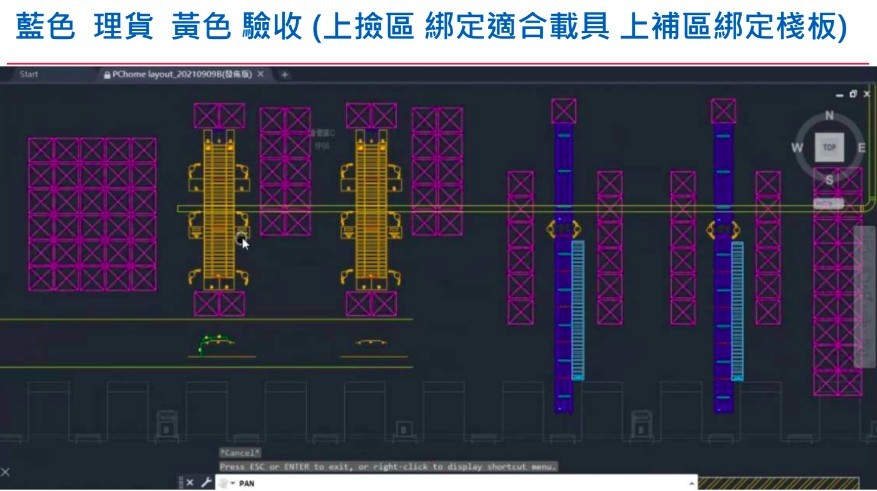 藍色 理貨 黃色 驗收 (上撿區 綁定適合載具 上補區綁定棧板)
Start
PChome layout_20210909B(發佈版)
N
W TOP E
S
*Cancel*
Press ESC or ENTER to exit, or right-click to display shortcut menu.
PAN